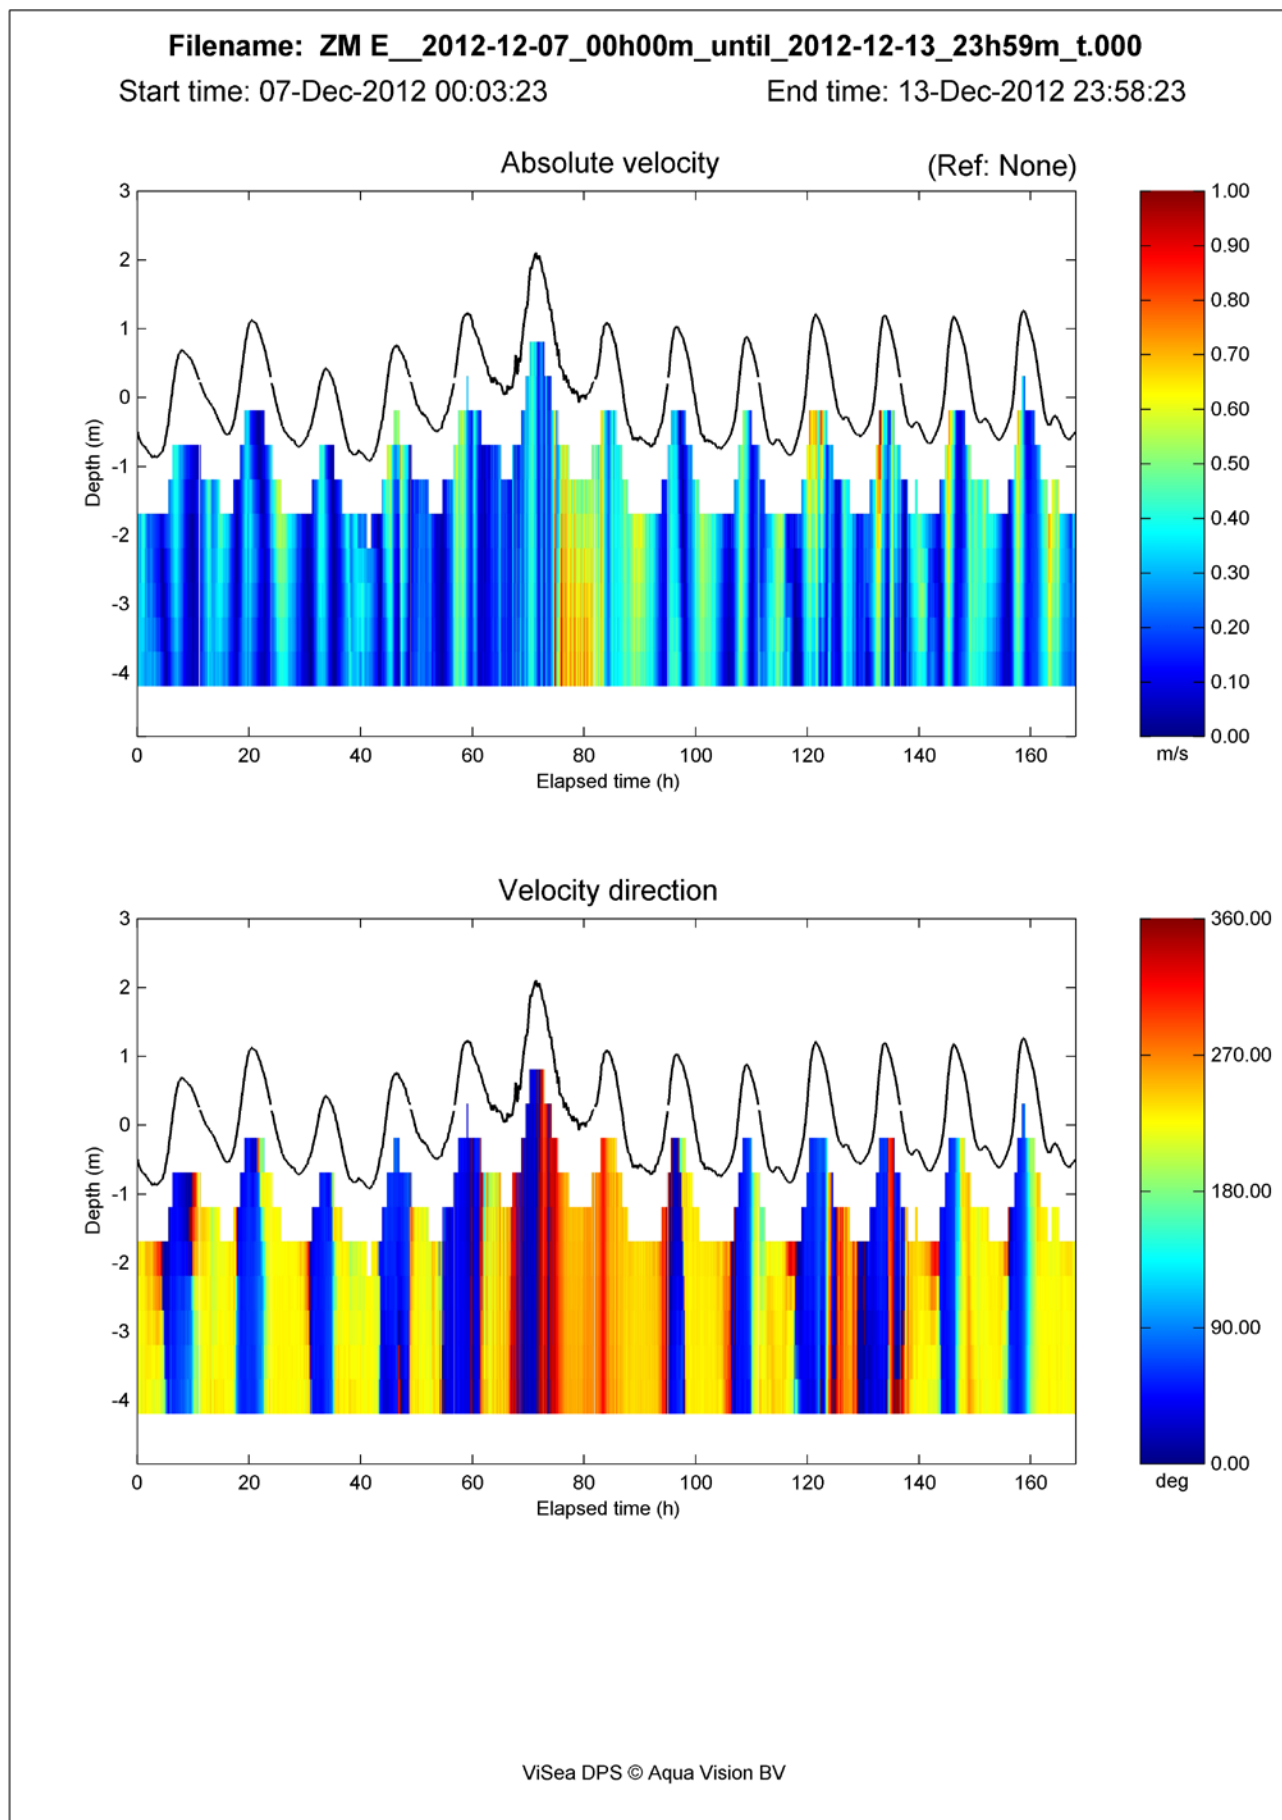 Filename: ZM E__2012-12-07_00h00m_until_2012-12-13_23h59m_t.000
Start time: 07-Dec-2012 00:03:23 End time: 13-Dec-2012 23:58:23
Absolute velocity (Ref: None)
3
2
1
0
-1
-2
-3
-4
Depth (m)
0 20 40 60 80 100 120 140 160
Elapsed time (h)
1.00
0.90
0.80
0.70
0.60
0.50
0.40
0.30
0.20
0.10
0.00
m/s
Velocity direction
3
2
1
0
-1
-2
-3
-4
Depth (m)
0 20 40 60 80 100 120 140 160
Elapsed time (h)
360.00
270.00
180.00
90.00
0.00
deg
ViSea DPS © Aqua Vision BV